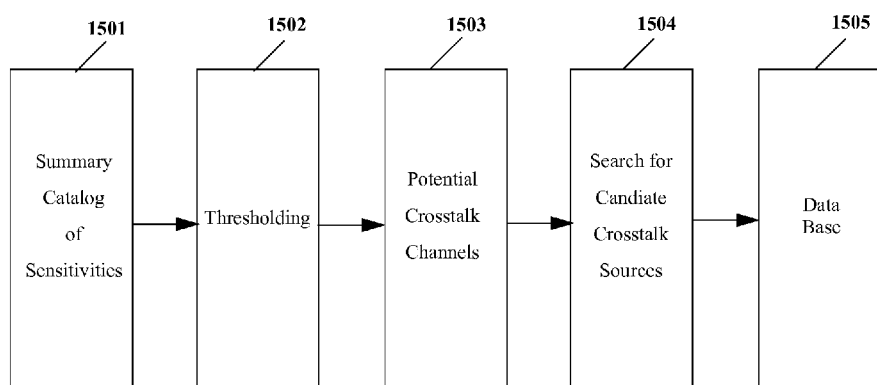 1501
1502
1503
1504
1505
Summary
Catalog
of
Sensitivities
Thresholding
Potential
Crosstalk
Channels
Search for
Candiate
Crosstalk
Sources
Data
Base